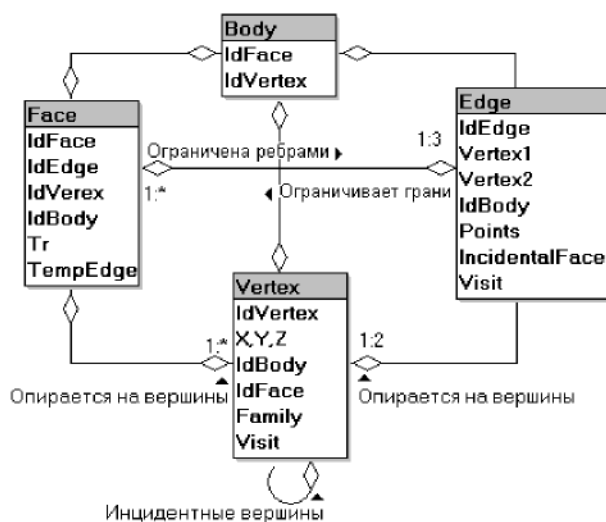 Body
IdFace
IdVertex
Face
IdFace
IdEdge
IdVerex
IdBody
Tr
TempEdge
Edge
IdEdge
Vertex1
Vertex2
IdBody
Points
IncidentalFace
Visit
Ограничена ребрами
1:3
1:*
Ограничивает грани
Vertex
IdVertex
X,Y,Z
IdBody
IdFace
Family
Visit
1:*
1:2
Опирается на вершины
Опирается на вершины
Инцидентные вершины